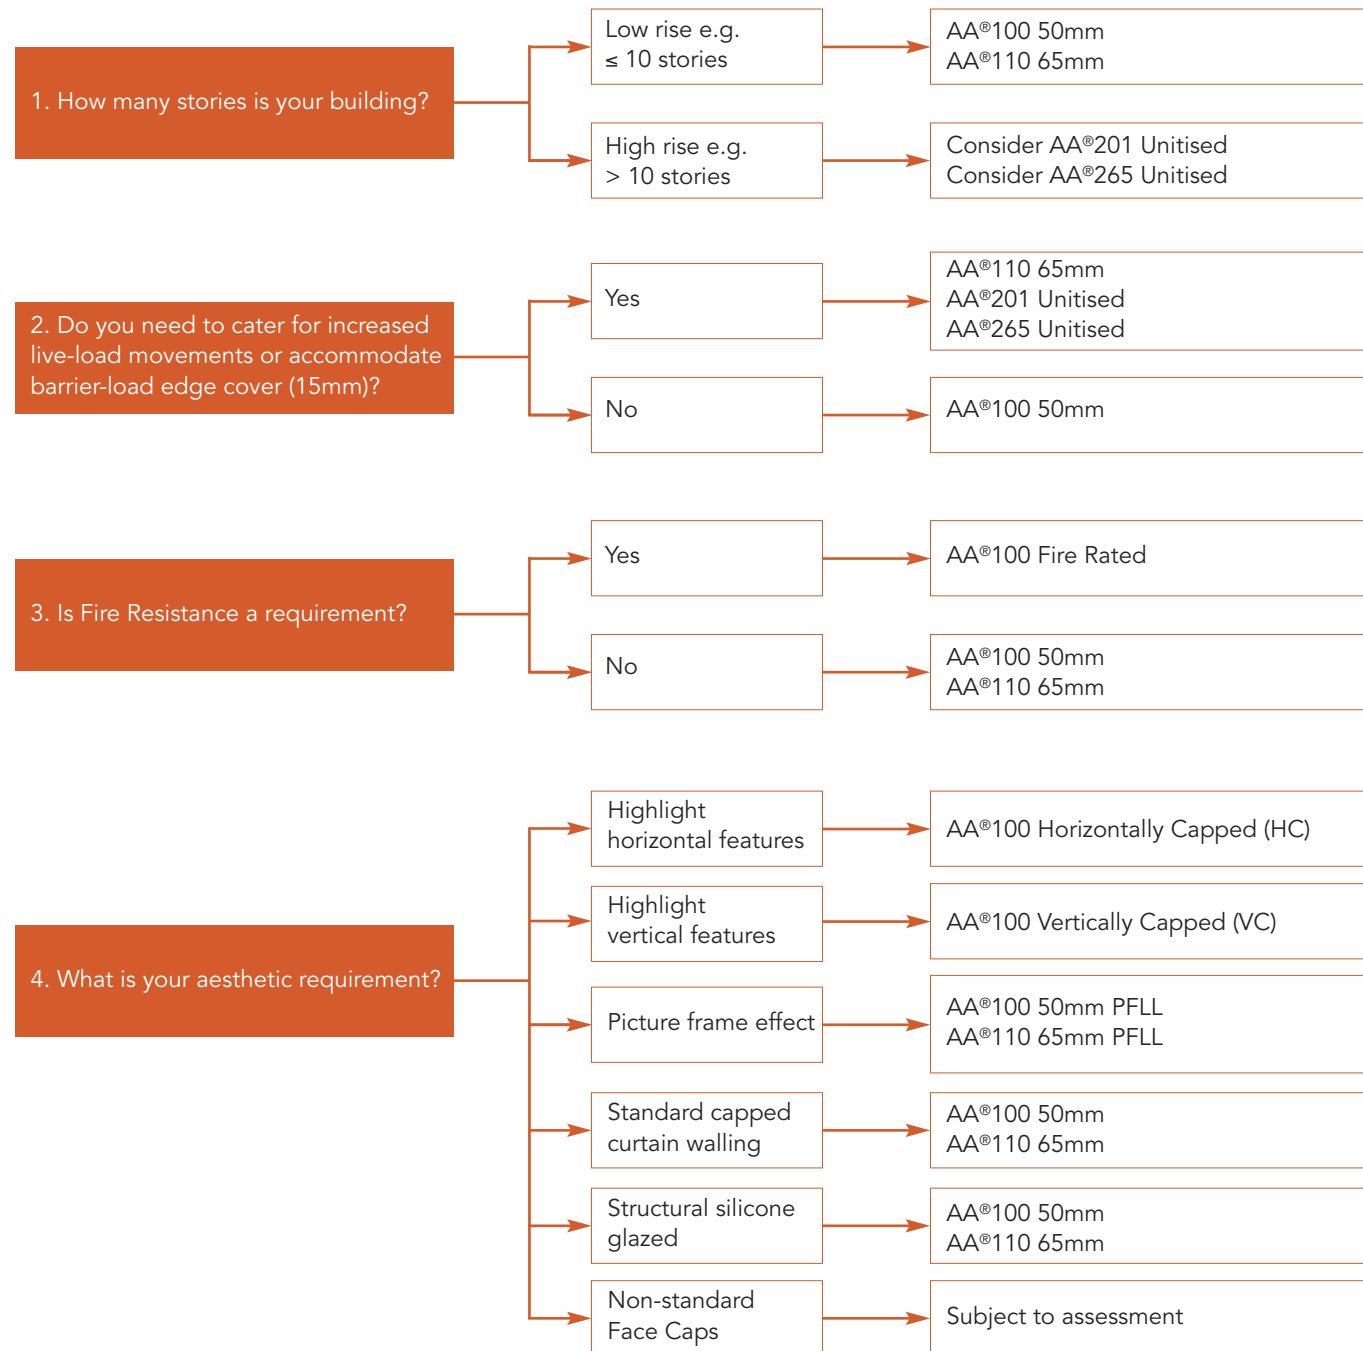 1. How many stories is your building?
Low rise e.g.
≤ 10 stories
AA®100 50mm
AA®110 65mm
High rise e.g.
> 10 stories
Consider AA®201 Unitised
Consider AA®265 Unitised
2. Do you need to cater for increased
live-load movements or accommodate
barrier-load edge cover (15mm)?
Yes
AA®110 65mm
AA®201 Unitised
AA®265 Unitised
No
AA®100 50mm
3. Is Fire Resistance a requirement?
Yes
AA®100 Fire Rated
No
AA®100 50mm
AA®110 65mm
4. What is your aesthetic requirement?
Highlight
horizontal features
AA®100 Horizontally Capped (HC)
Highlight
vertical features
AA®100 Vertically Capped (VC)
Picture frame effect
AA®100 50mm PFLL
AA®110 65mm PFLL
Standard capped
curtain walling
AA®100 50mm
AA®110 65mm
Structural silicone
glazed
AA®100 50mm
AA®110 65mm
Non-standard
Face Caps
Subject to assessment